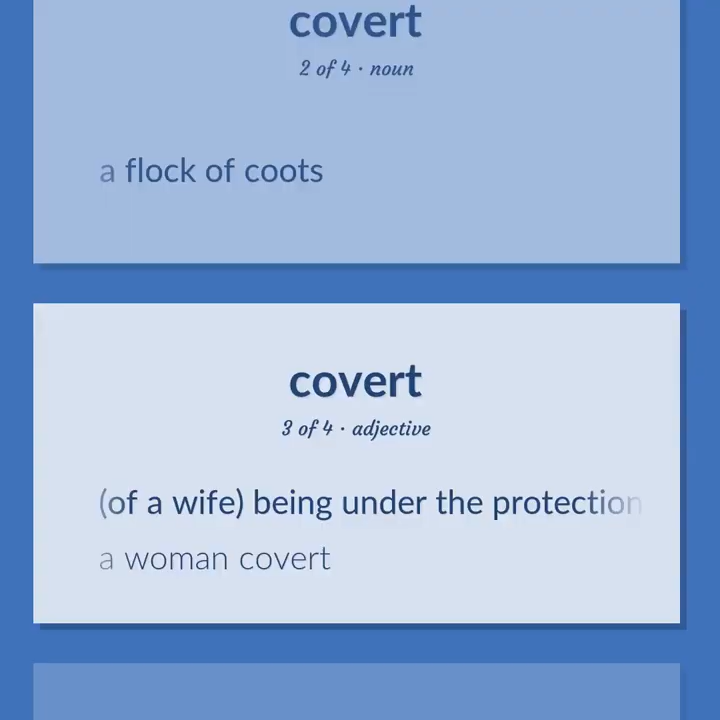 covert
2 of 4 · noun
a flock of coots
covert
3 of 4 · adjective
(of a wife) being under the protection
a woman covert